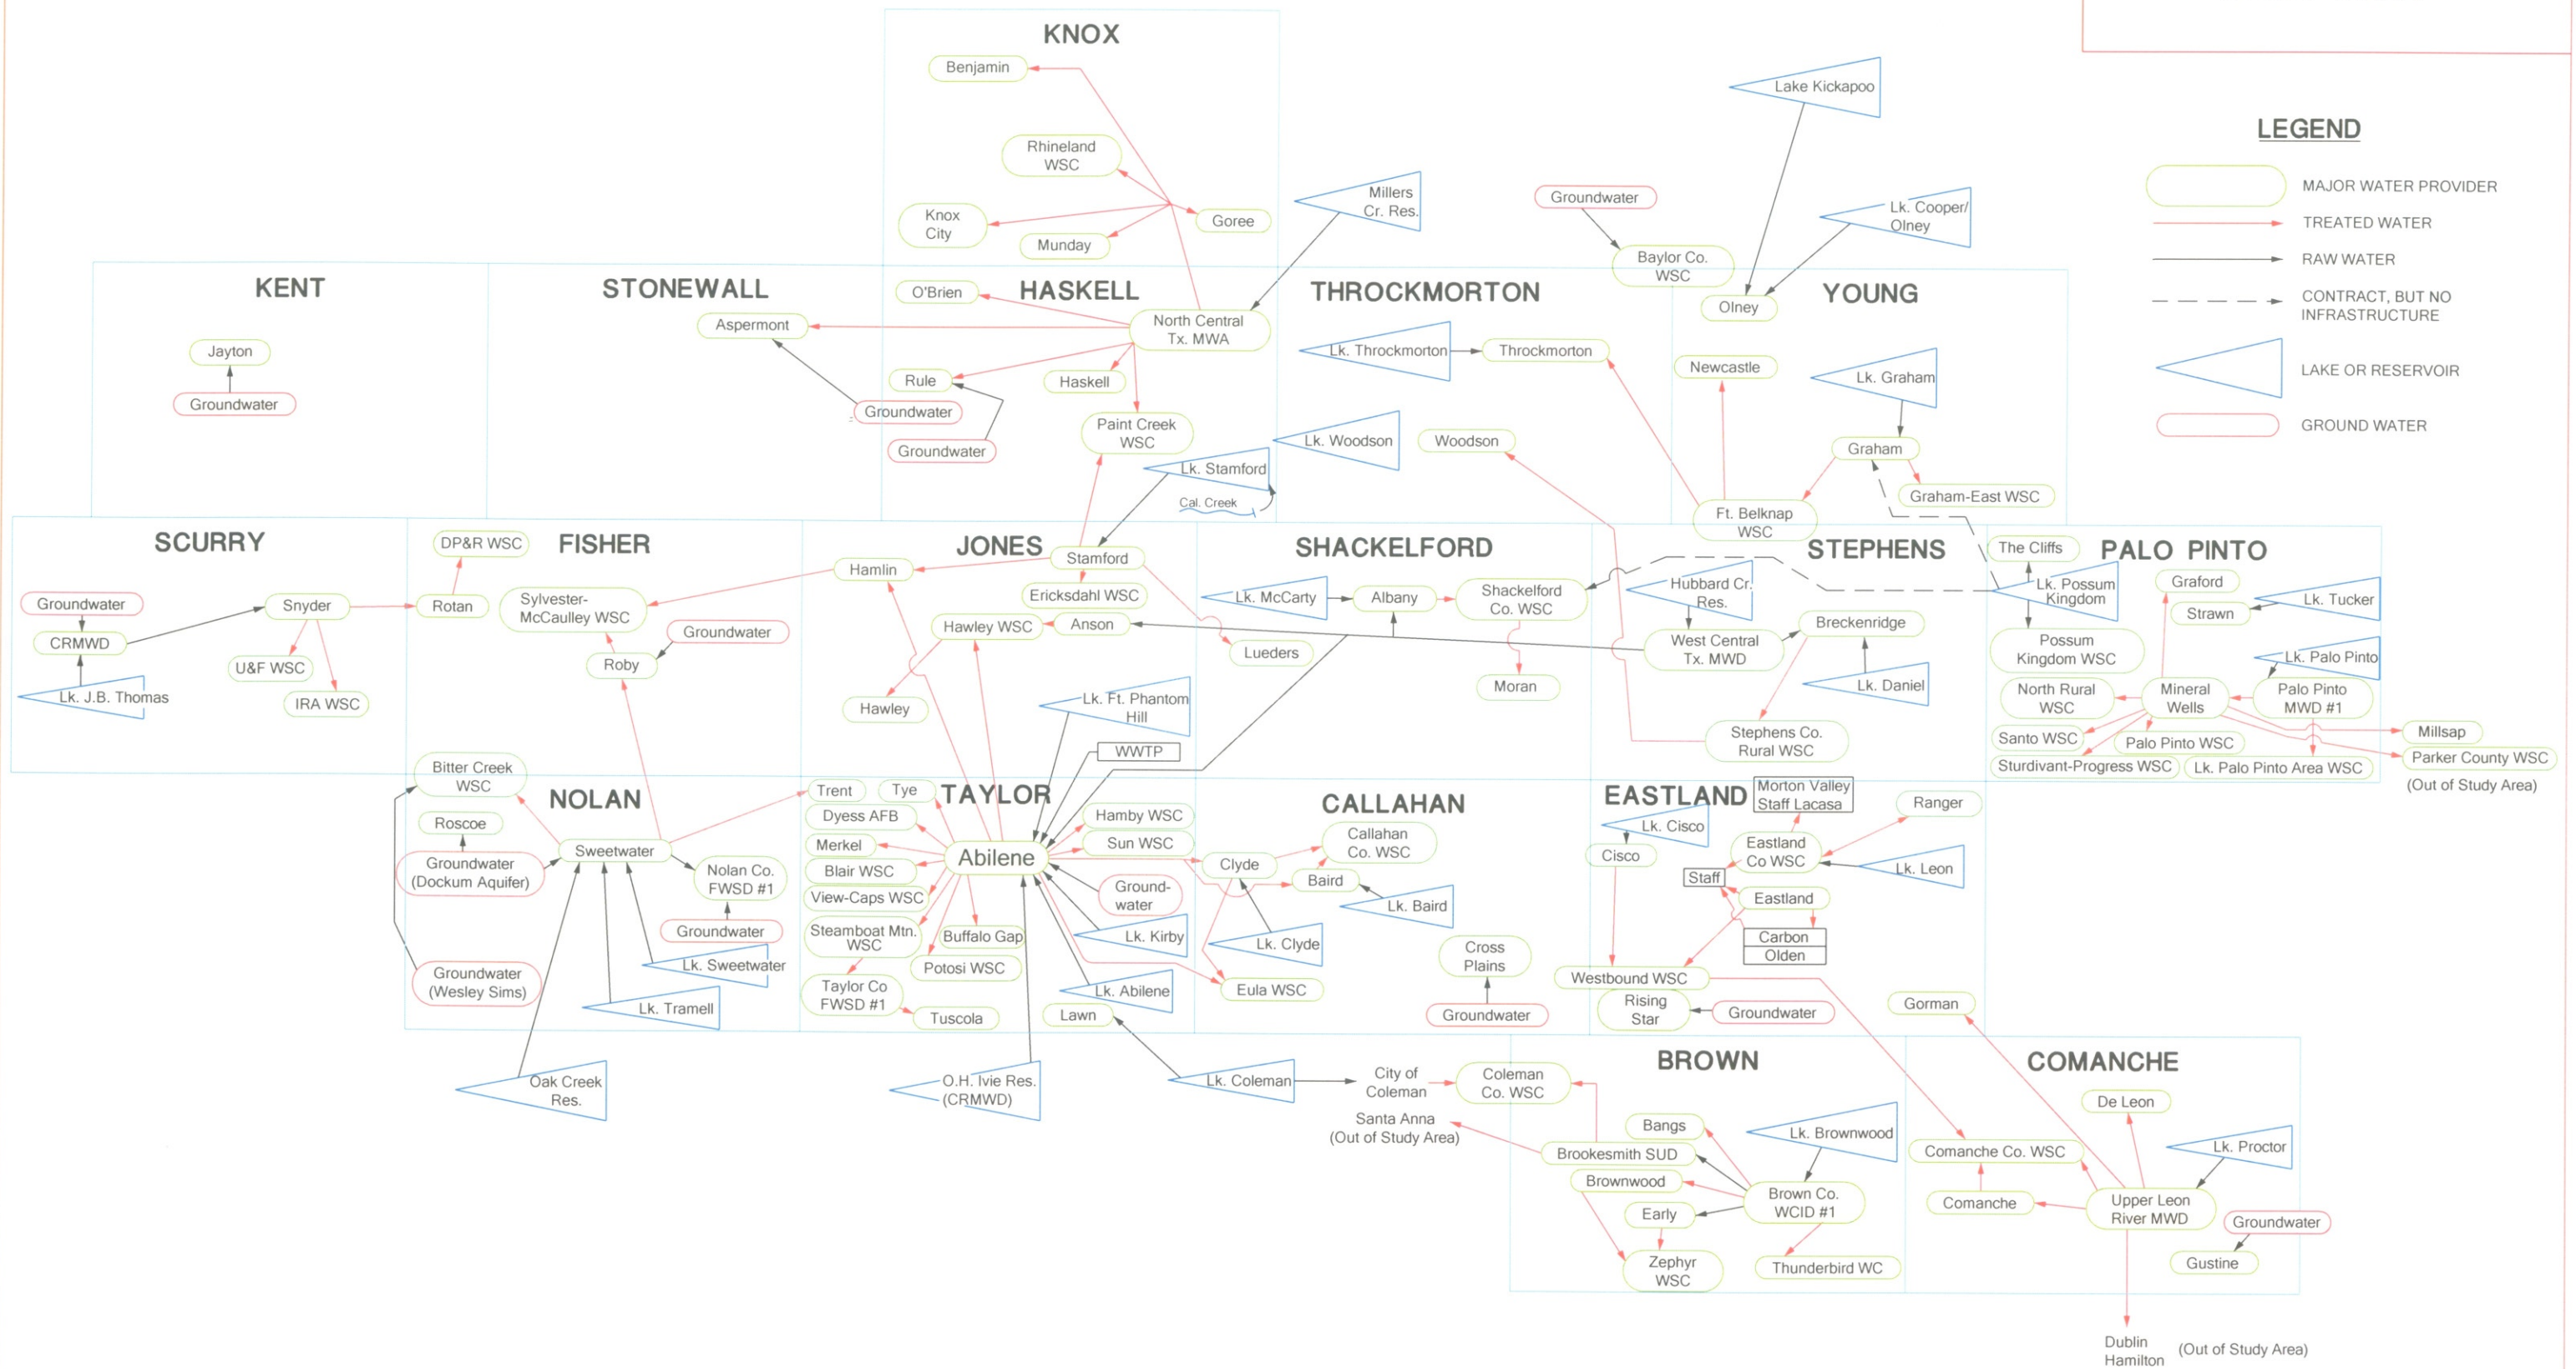 KNOX
Benjamin
Rhineland
WSC
Knox
City
Munday
Goree
Millers
Cr. Res.
Groundwater
Baylor Co.
WSC
Lake Kickapoo
Lk. Cooper/
Olney
LEGEND
MAJOR WATER PROVIDER
TREATED WATER
RAW WATER
CONTRACT, BUT NO
INFRASTRUCTURE
LAKE OR RESERVOIR
GROUND WATER
KENT
Jayton
Groundwater
STONEWALL
Aspermont
HASKELL
O'Brien
North Central
Tx. MWA
Rule
Haskell
Groundwater
Groundwater
Paint Creek
WSC
Lk. Stamford
Cal. Creek
THROCKMORTON
Lk. Throckmorton
Throckmorton
Lk. Woodson
Woodson
YOUNG
Olney
Newcastle
Lk. Graham
Graham
Graham-East WSC
Ft. Belknap
WSC
SCURRY
Groundwater
CRMWD
Lk. J.B. Thomas
Snyder
U&F WSC
IRA WSC
FISHER
DP&R WSC
Rotan
Sylvester-
McCaulley WSC
Groundwater
Roby
JONES
Hamlin
Stamford
Ericksdahl WSC
Hawley WSC
Anson
Lueders
Hawley
Lk. Ft. Phantom
Hill
WWTP
SHACKELFORD
Lk. McCarty
Albany
Shackelford
Co. WSC
Moran
STEPHENS
Hubbard Cr.
Res.
West Central
Tx. MWD
Breckenridge
Lk. Daniel
Stephens Co.
Rural WSC
PALO PINTO
The Cliffs
Lk. Possum
Kingdom
Possum
Kingdom WSC
Graford
Strawn
Lk. Tucker
Lk. Palo Pinto
North Rural
WSC
Mineral
Wells
Palo Pinto
MWD #1
Santo WSC
Palo Pinto WSC
Sturdivant-Progress WSC
Lk. Palo Pinto Area WSC
Millsap
Parker County WSC
(Out of Study Area)
NOLAN
Bitter Creek
WSC
Roscoe
Groundwater
(Dockum Aquifer)
Sweetwater
Nolan Co.
FWSD #1
Groundwater
Groundwater
(Wesley Sims)
Lk. Sweetwater
Lk. Tramell
Oak Creek
Res.
TAYLOR
Trent
Tye
Dyess AFB
Merkel
Blair WSC
View-Caps WSC
Steamboat Mtn.
WSC
Taylor Co
FWSD #1
Tuscola
Abilene
Buffalo Gap
Potosi WSC
Hamby WSC
Sun WSC
Ground-
water
Lk. Kirby
Lk. Abilene
Lawn
O.H. Ivie Res.
(CRMWD)
CALLAHAN
Callahan
Co. WSC
Clyde
Baird
Lk. Baird
Lk. Clyde
Eula WSC
Cross
Plains
Groundwater
EASTLAND
Morton Valley
Staff Lacasa
Ranger
Lk. Cisco
Cisco
Eastland
Co WSC
Lk. Leon
Staff
Eastland
Carbon
Olden
Westbound WSC
Rising
Star
Groundwater
Gorman
Lk. Coleman
City of
Coleman
Santa Anna
(Out of Study Area)
BROWN
Coleman
Co. WSC
Bangs
Lk. Brownwood
Brookesmith SUD
Brownwood
Brown Co.
WCID #1
Early
Zephyr
WSC
Thunderbird WC
COMANCHE
De Leon
Comanche Co. WSC
Lk. Proctor
Comanche
Upper Leon
River MWD
Groundwater
Gustine
Dublin
Hamilton
(Out of Study Area)